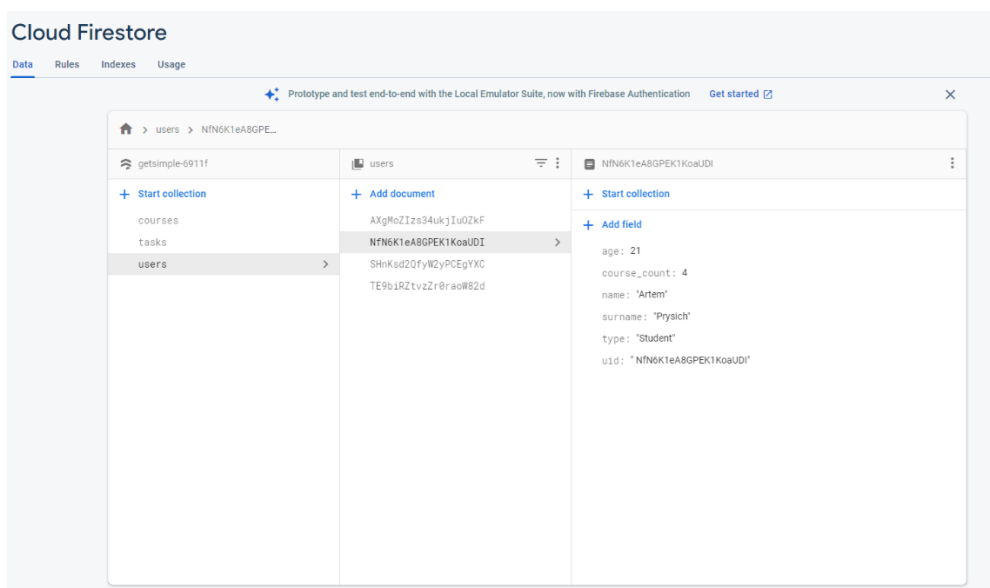 Cloud Firestore
Data Rules Indexes Usage
Prototype and test end-to-end with the Local Emulator Suite, now with Firebase Authentication Get started
users > NfN6K1eA8GPE...
getsimple-6911f
Start collection
courses
tasks
users
users
Add document
AXgMoZIzs34ukjIuOZkF
NfN6K1eA8GPEK1KoaUDI
SHnKsd2QfyW2yPCEgYXC
TE9biRZtvzZr0raoW82d
NfN6K1eA8GPEK1KoaUDI
Start collection
Add field
age: 21
course_count: 4
name: "Artem"
surname: "Prysich"
type: "Student"
uid: " NfN6K1eA8GPEK1KoaUDI"